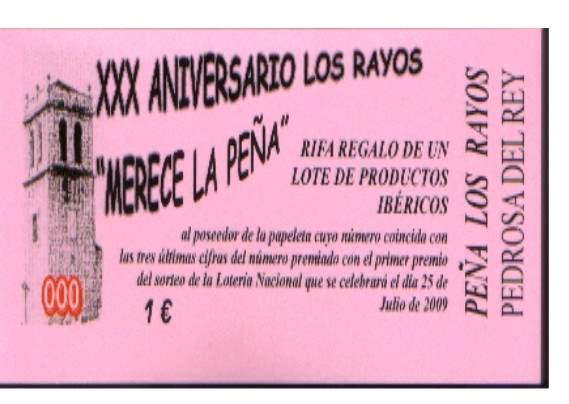 XXX ANIVERSARIO LOS RAYOS
"MERECE LA PEÑA"
RIFA REGALO DE UN
LOTE DE PRODUCTOS
IBÉRICOS
al poseedor de la papeleta cuyo número coincida con
las tres últimas cifras del número premiado con el primer premio
del sorteo de la Lotería Nacional que se celebrará el día 25 de
Julio de 2009
000
1 €
PEÑA LOS RAYOS
PEDROSA DEL REY